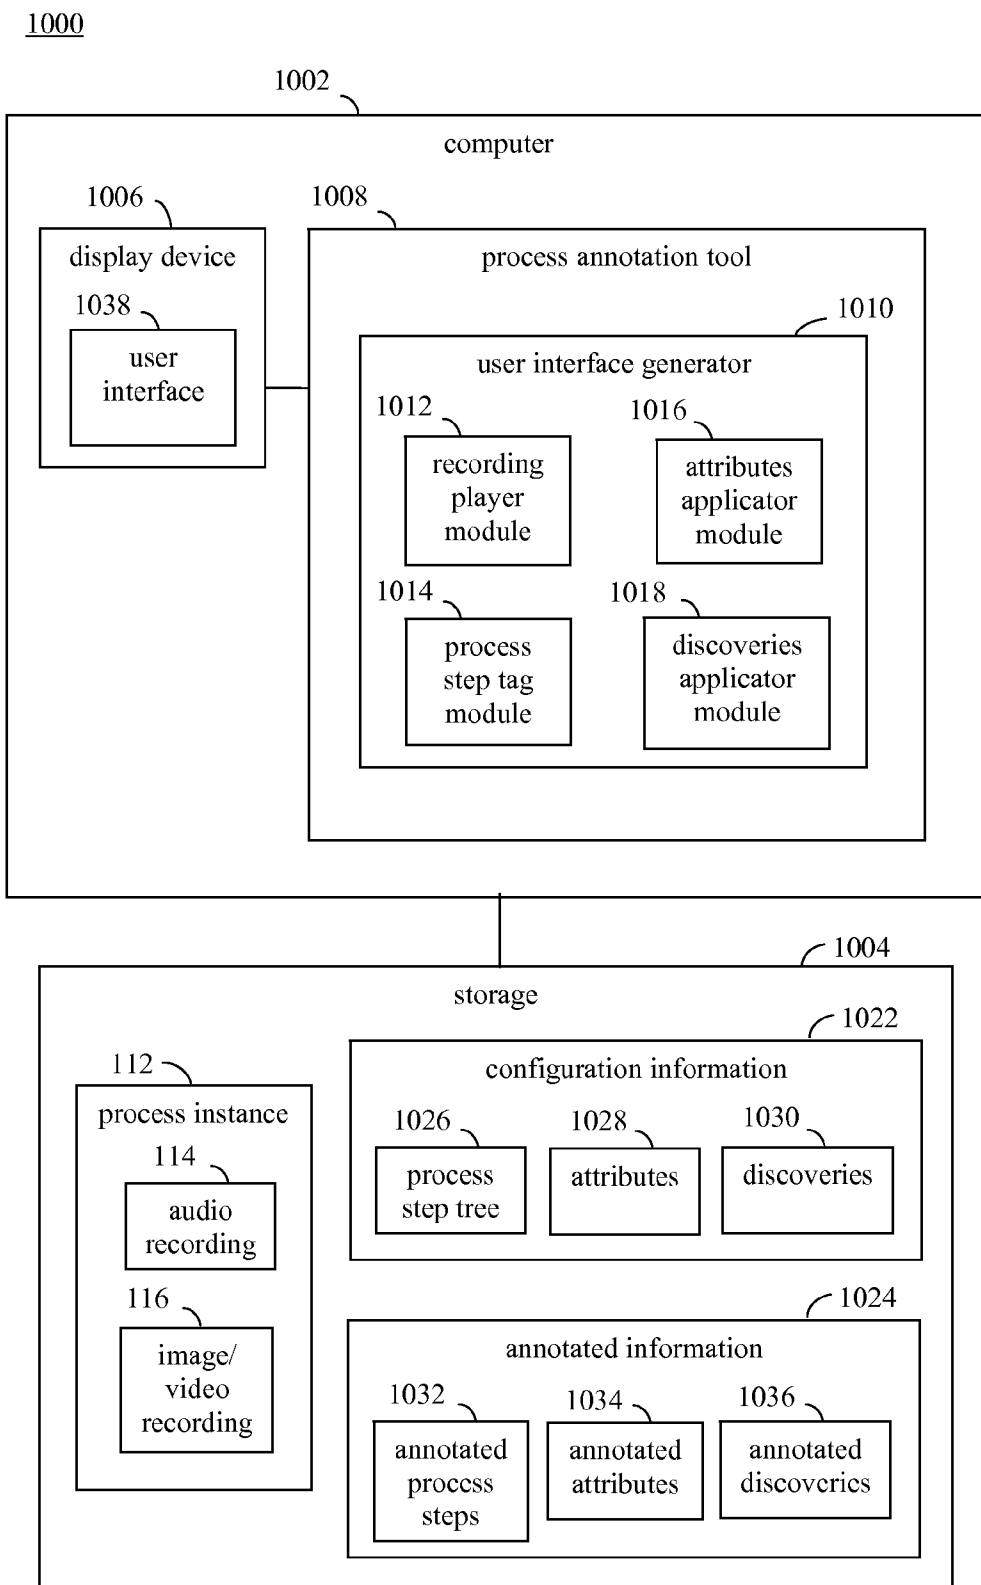 1000
1002
computer
1006
1008
display device
process annotation tool
1038
1010
user
interface
user interface generator
1012
1016
recording
player
module
attributes
applicator
module
1014
1018
process
step tag
module
discoveries
applicator
module
1004
storage
112
1022
process instance
configuration information
114
1026
1028
1030
audio
recording
process
step tree
attributes
discoveries
116
1024
image/
video
recording
annotated information
1032
1034
1036
annotated
process
steps
annotated
attributes
annotated
discoveries